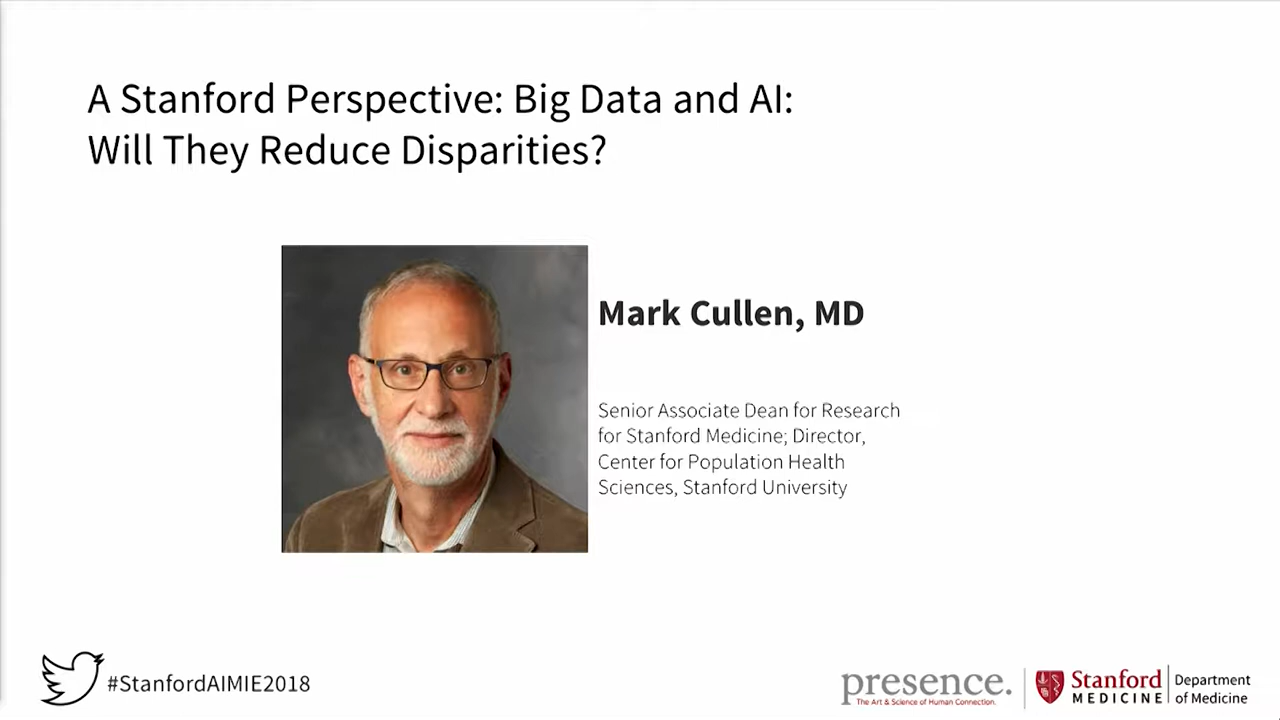 A Stanford Perspective: Big Data and AI:
Will They Reduce Disparities?
Mark Cullen, MD
Senior Associate Dean for Research
for Stanford Medicine; Director,
Center for Population Health
Sciences, Stanford University
#StanfordAIMIE2018
presence.
The Art & Science of Human Connection.
Stanford
MEDICINE
Department
of Medicine